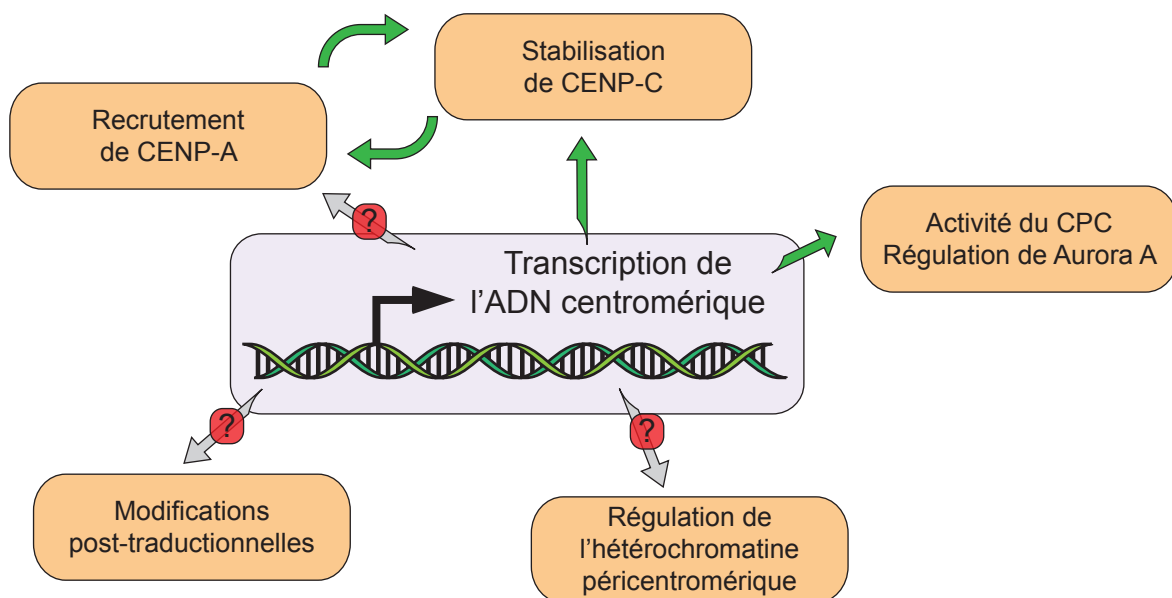 Stabilisation
de CENP-C
Recrutement
de CENP-A
?
Activité du CPC
Régulation de Aurora A
Transcription de
l'ADN centromérique
?
?
Modifications
post-traductionnelles
Régulation de
l'hétérochromatine
péricentromérique